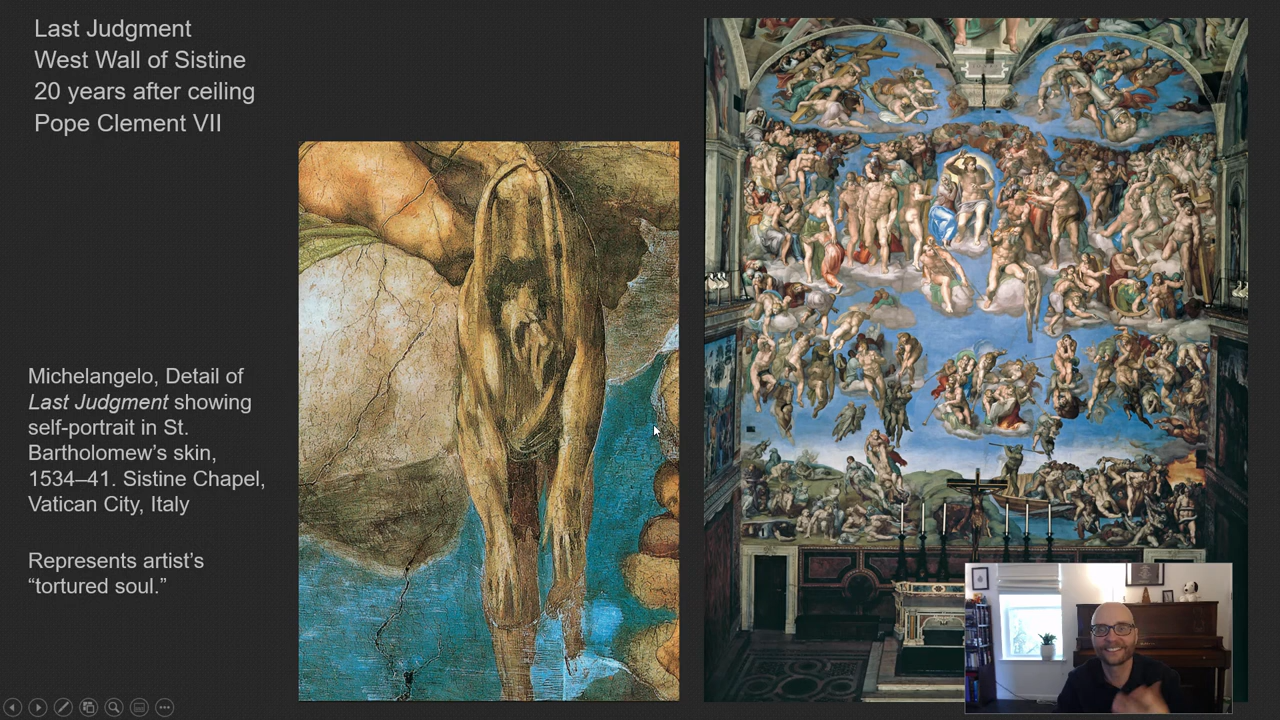 Last Judgment
West Wall of Sistine
20 years after ceiling
Pope Clement VII
Michelangelo, Detail of
Last Judgment showing
self-portrait in St.
Bartholomew's skin,
1534–41. Sistine Chapel,
Vatican City, Italy
Represents artist's
“tortured soul.”